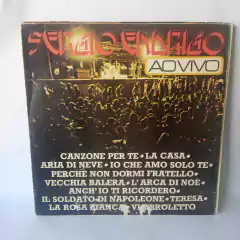 SERGIO ENDRIGO
AO VIVO
CANZONE PER TE • LA CASA •
ARIA DI NEVE • IO CHE AMO SOLO TE •
PERCHE NON DORMI FRATELLO •
VECCHIA BALERA • L'ARCA DI NOE •
ANCH'IO TI RICORDERO •
IL SOLDATO DI NAPOLEONE • TERESA •
LA ROSA BIANCA • VIA BROLETTO